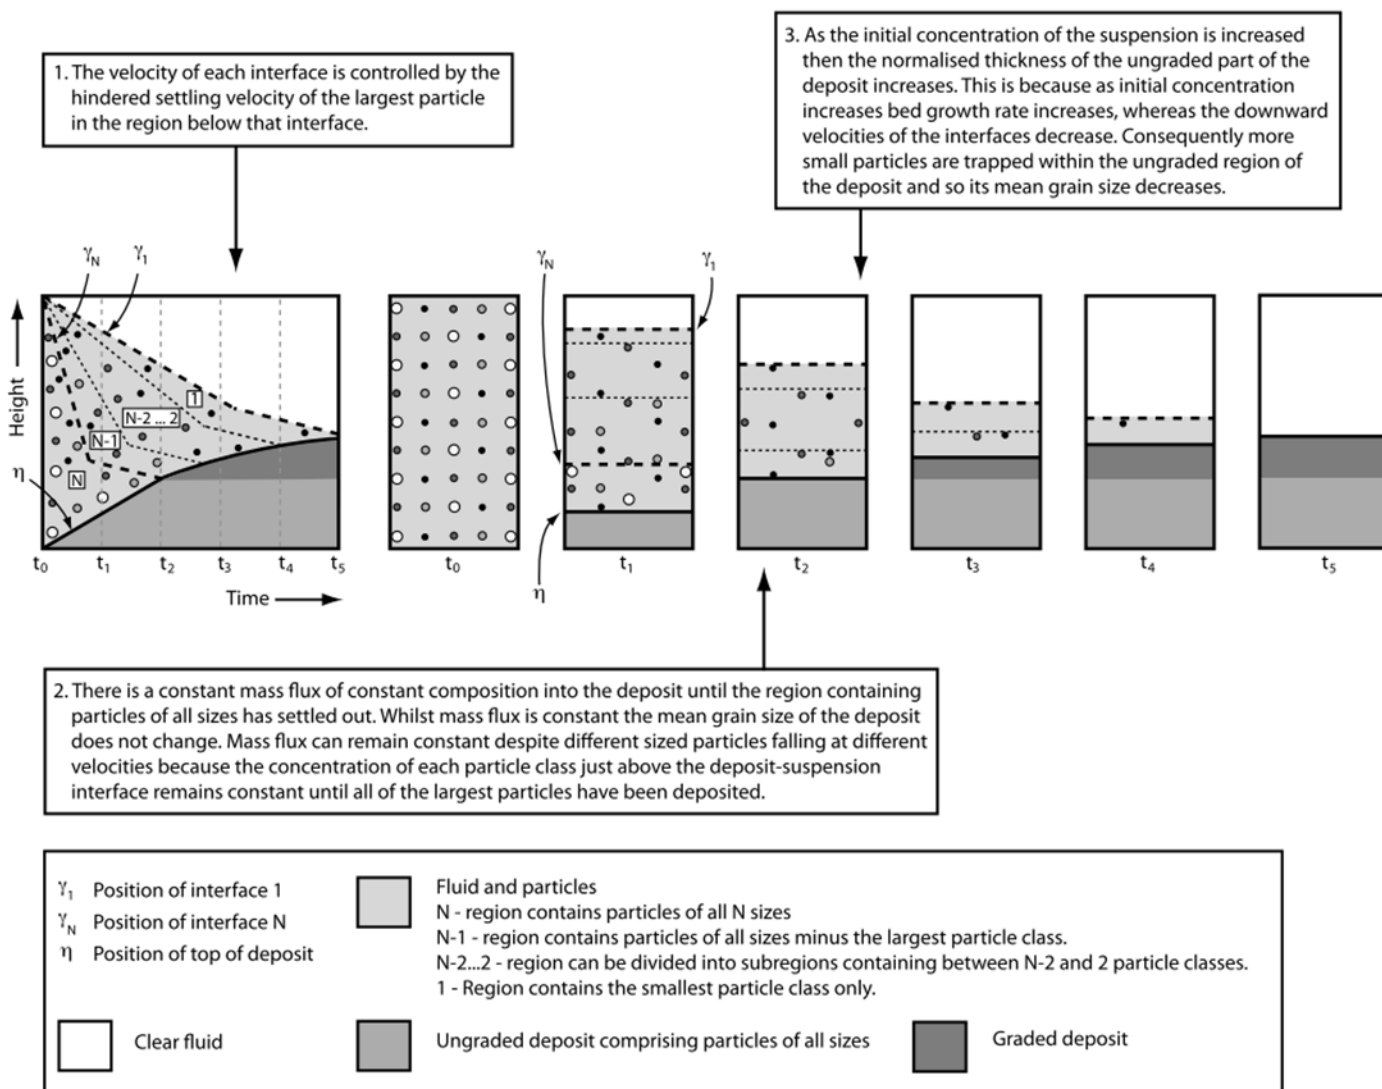 1. The velocity of each interface is controlled by the
hindered settling velocity of the largest particle
in the region below that interface.
3. As the initial concentration of the suspension is increased
then the normalised thickness of the ungraded part of the
deposit increases. This is because as initial concentration
increases bed growth rate increases, whereas the downward
velocities of the interfaces decrease. Consequently more
small particles are trapped within the ungraded region of
the deposit and so its mean grain size decreases.
γN
γ1
γN
γ1
Height
1
N-2 ... 2
N-1
N
η
t0
t1
t2
t3
t4
t5
t0
t1
t2
t3
t4
t5
Time
η
2. There is a constant mass flux of constant composition into the deposit until the region containing
particles of all sizes has settled out. Whilst mass flux is constant the mean grain size of the deposit
does not change. Mass flux can remain constant despite different sized particles falling at different
velocities because the concentration of each particle class just above the deposit-suspension
interface remains constant until all of the largest particles have been deposited.
γ1 Position of interface 1
γN Position of interface N
η Position of top of deposit
Fluid and particles
N - region contains particles of all N sizes
N-1 - region contains particles of all sizes minus the largest particle class.
N-2...2 - region can be divided into subregions containing between N-2 and 2 particle classes.
1 - Region contains the smallest particle class only.
Clear fluid
Ungraded deposit comprising particles of all sizes
Graded deposit